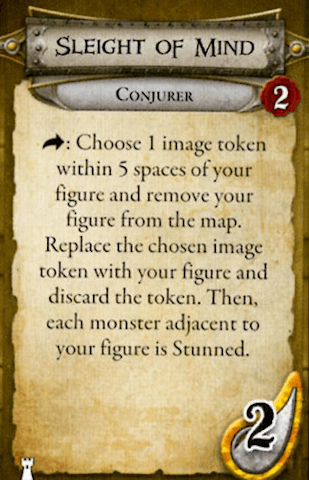 Sleight of Mind
Conjurer
2
: Choose 1 image token
within 5 spaces of your
figure and remove your
figure from the map.
Replace the chosen image
token with your figure and
discard the token. Then,
each monster adjacent to
your figure is Stunned.
2